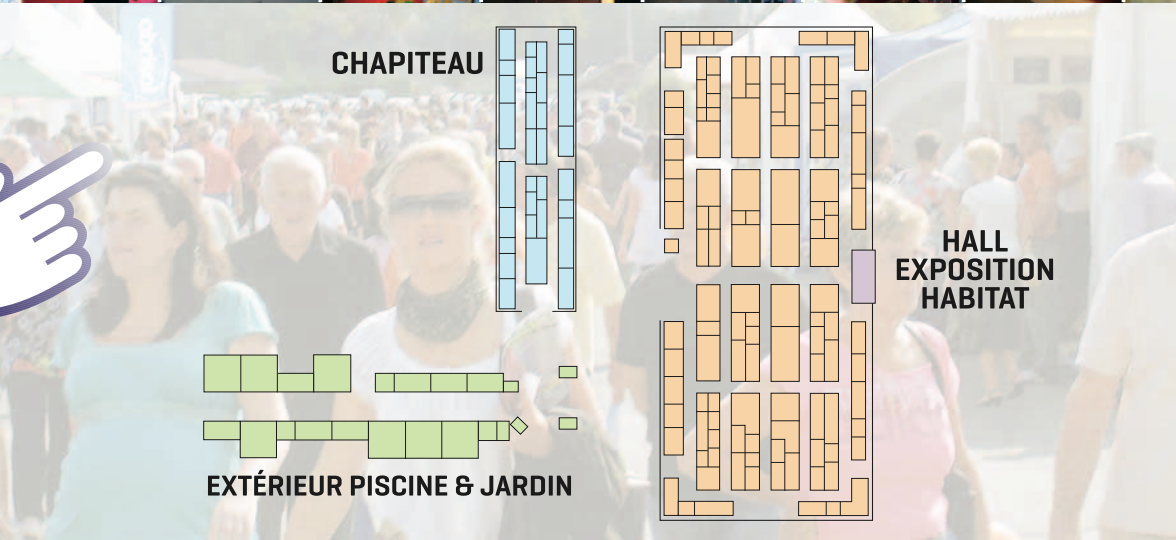 CHAPITEAU
HALL
EXPOSITION
HABITAT
EXTÉRIEUR PISCINE & JARDIN